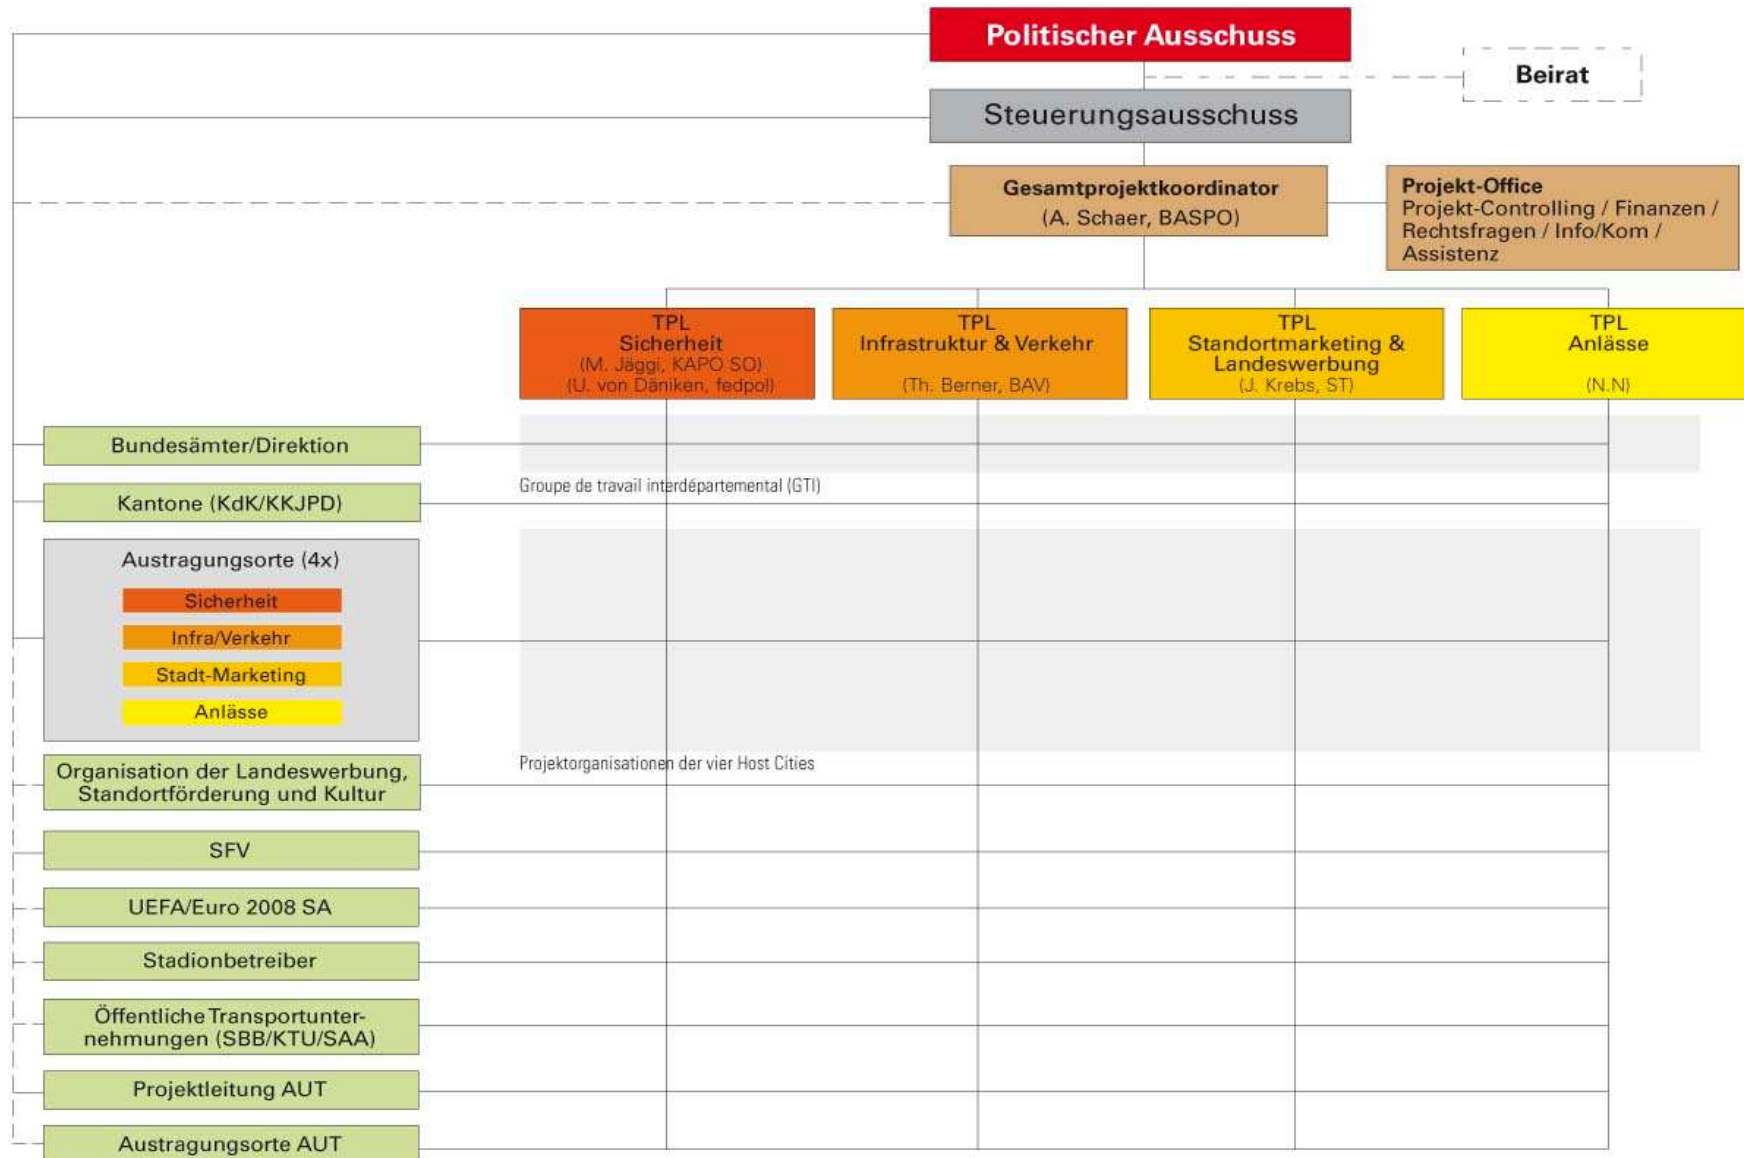 Politischer Ausschuss
Beirat
Steuerungsausschuss
Gesamtprojektkoordinator
(A. Schaer, BASPO)
Projekt-Office
Projekt-Controlling / Finanzen /
Rechtsfragen / Info/Kom /
Assistenz
TPL
Sicherheit
(M. Jäggi, KAPO SO)
(U. von Däniken, fedpol)
TPL
Infrastruktur & Verkehr
(Th. Berner, BAV)
TPL
Standortmarketing &
Landeswerbung
(J. Krebs, ST)
TPL
Anlässe
(N.N)
Bundesämter/Direktion
Groupe de travail interdépartemental (GTI)
Kantone (KdK/KKJPD)
Austragungsorte (4x)
Sicherheit
Infra/Verkehr
Stadt-Marketing
Anlässe
Projektorganisationen der vier Host Cities
Organisation der Landeswerbung,
Standortförderung und Kultur
SFV
UEFA/Euro 2008 SA
Stadionbetreiber
Öffentliche Transportunter-
nehmungen (SBB/KTU/SAA)
Projektleitung AUT
Austragungsorte AUT